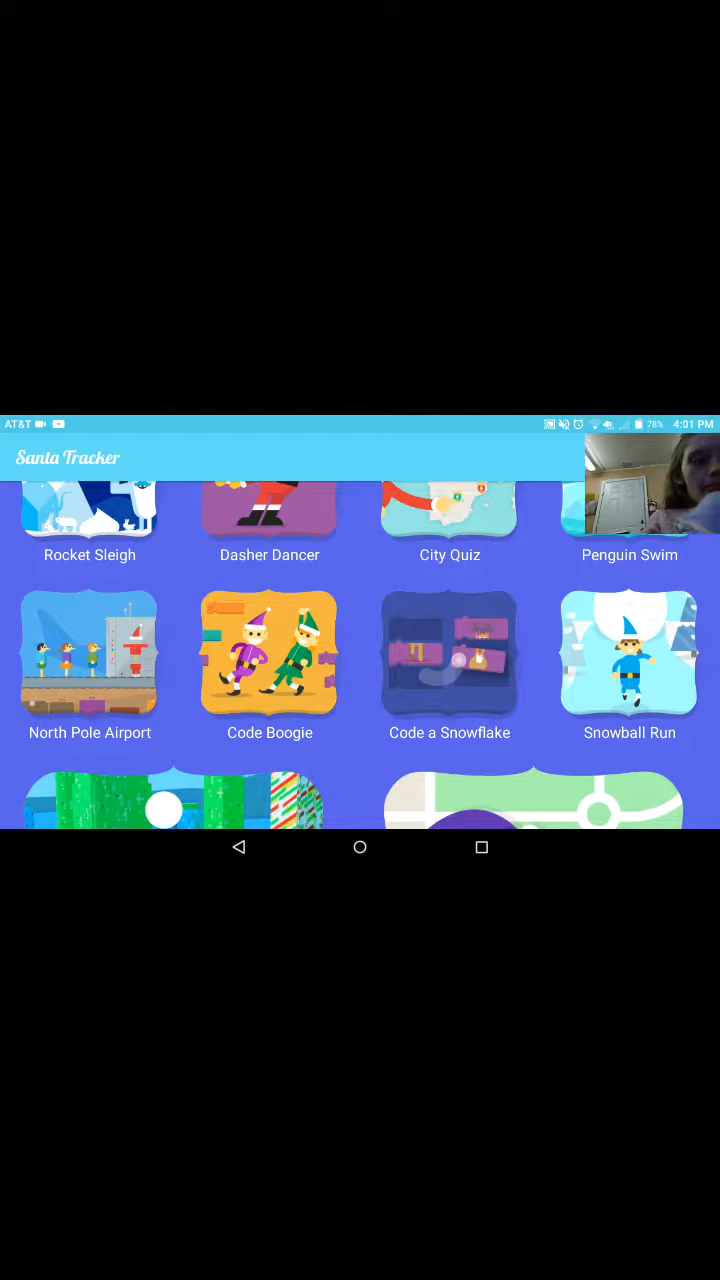 AT&T 78% 4:01 PM
Santa Tracker
Rocket Sleigh Dasher Dancer City Quiz Penguin Swim
North Pole Airport Code Boogie Code a Snowflake Snowball Run